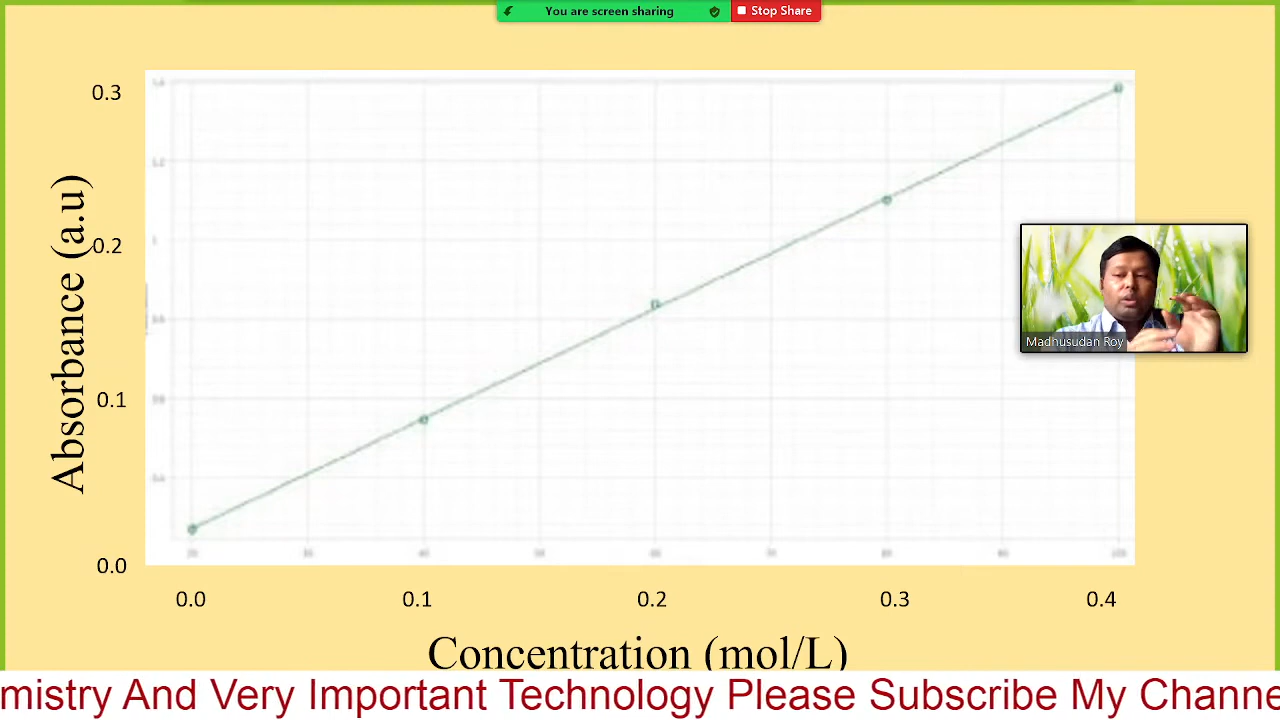 You are screen sharing
Stop Share
0.3
0.2
0.1
0.0
Absorbance (a.u)
Madhusudan Roy
0.0 0.1 0.2 0.3 0.4
Concentration (mol/L)
mistry And Very Important Technology Please Subscribe My Channe